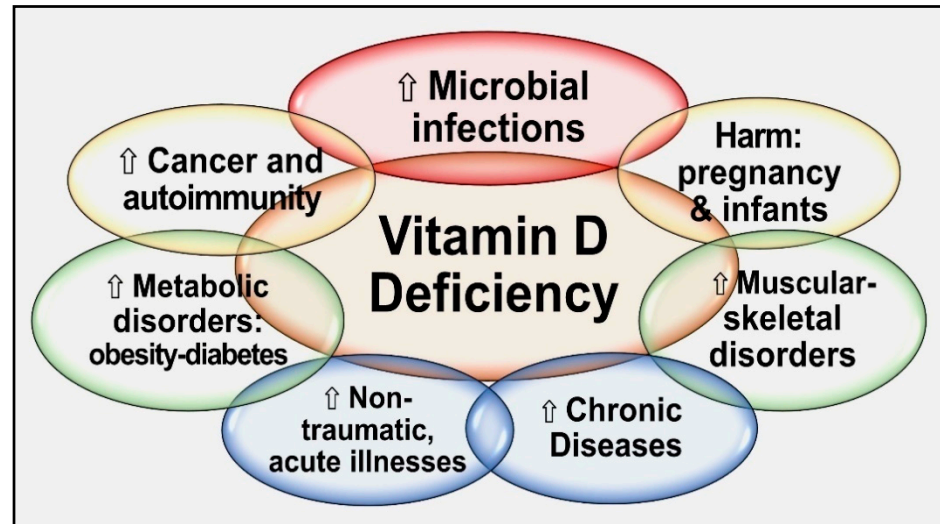 ⇧ Microbial
infections
⇧ Cancer and
autoimmunity
Harm:
pregnancy
& infants
Vitamin D
Deficiency
⇧ Metabolic
disorders:
obesity-diabetes
⇧ Muscular-
skeletal
disorders
⇧ Non-
traumatic,
acute illnesses
⇧ Chronic
Diseases